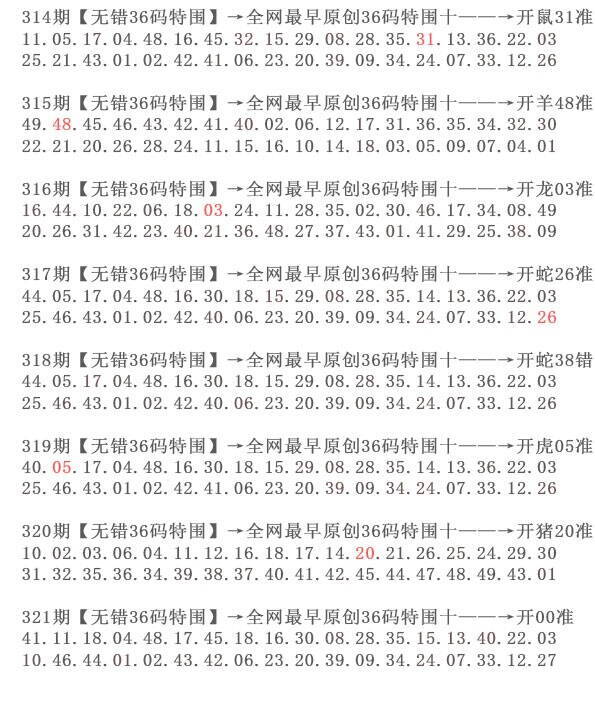 314期【无错36码特围】→全网最早原创36码特围十———→开鼠31准
11.05.17.04.48.16.45.32.15.29.08.28.35.31.13.36.22.03
25.21.43.01.02.42.41.06.23.20.39.09.34.24.07.33.12.26
315期【无错36码特围】→全网最早原创36码特围十———→开羊48准
49.48.45.46.43.42.41.40.02.06.12.17.31.36.35.34.32.30
22.21.20.26.28.24.11.15.16.10.14.18.03.05.09.07.04.01
316期【无错36码特围】→全网最早原创36码特围十———→开龙03准
16.44.10.22.06.18.03.24.11.28.35.02.30.46.17.34.08.49
20.26.31.42.23.40.21.36.48.27.37.43.01.41.29.25.38.09
317期【无错36码特围】→全网最早原创36码特围十———→开蛇26准
44.05.17.04.48.16.30.18.15.29.08.28.35.14.13.36.22.03
25.46.43.01.02.42.40.06.23.20.39.09.34.24.07.33.12.26
318期【无错36码特围】→全网最早原创36码特围十———→开蛇38错
44.05.17.04.48.16.30.18.15.29.08.28.35.14.13.36.22.03
25.46.43.01.02.42.40.06.23.20.39.09.34.24.07.33.12.26
319期【无错36码特围】→全网最早原创36码特围十———→开虎05准
40.05.17.04.48.16.30.18.15.29.08.28.35.14.13.36.22.03
25.46.43.01.02.42.41.06.23.20.39.09.34.24.07.33.12.26
320期【无错36码特围】→全网最早原创36码特围十———→开猪20准
10.02.03.06.04.11.12.16.18.17.14.20.21.26.25.24.29.30
31.32.35.36.34.39.38.37.40.41.42.45.44.47.48.49.43.01
321期【无错36码特围】→全网最早原创36码特围十———→开00准
41.11.18.04.48.17.45.18.16.30.08.28.35.15.13.40.22.03
10.46.44.01.02.43.42.06.23.20.39.09.34.24.07.33.12.27